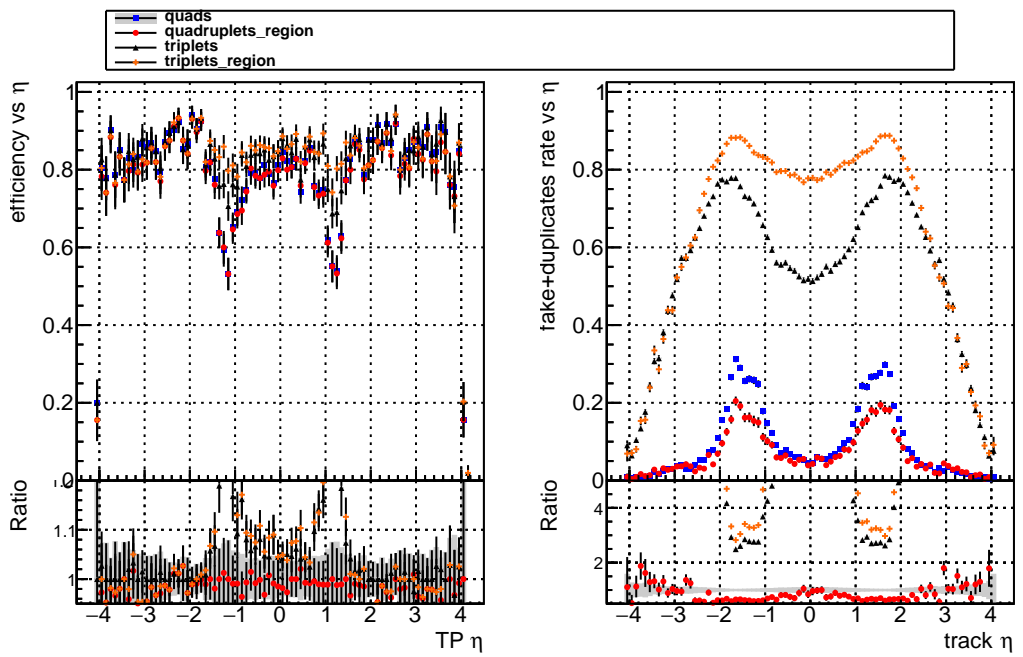 quads
quadruplets_region
triplets
triplets_region
efficiency vs η
1
0.8
0.6
0.4
0.2
0
Ratio
1.1
1
−4 −3 −2 −1 0 1 2 3 4
TP η
fake+duplicates rate vs η
1
0.8
0.6
0.4
0.2
0
Ratio
4
2
−4 −3 −2 −1 0 1 2 3 4
track η